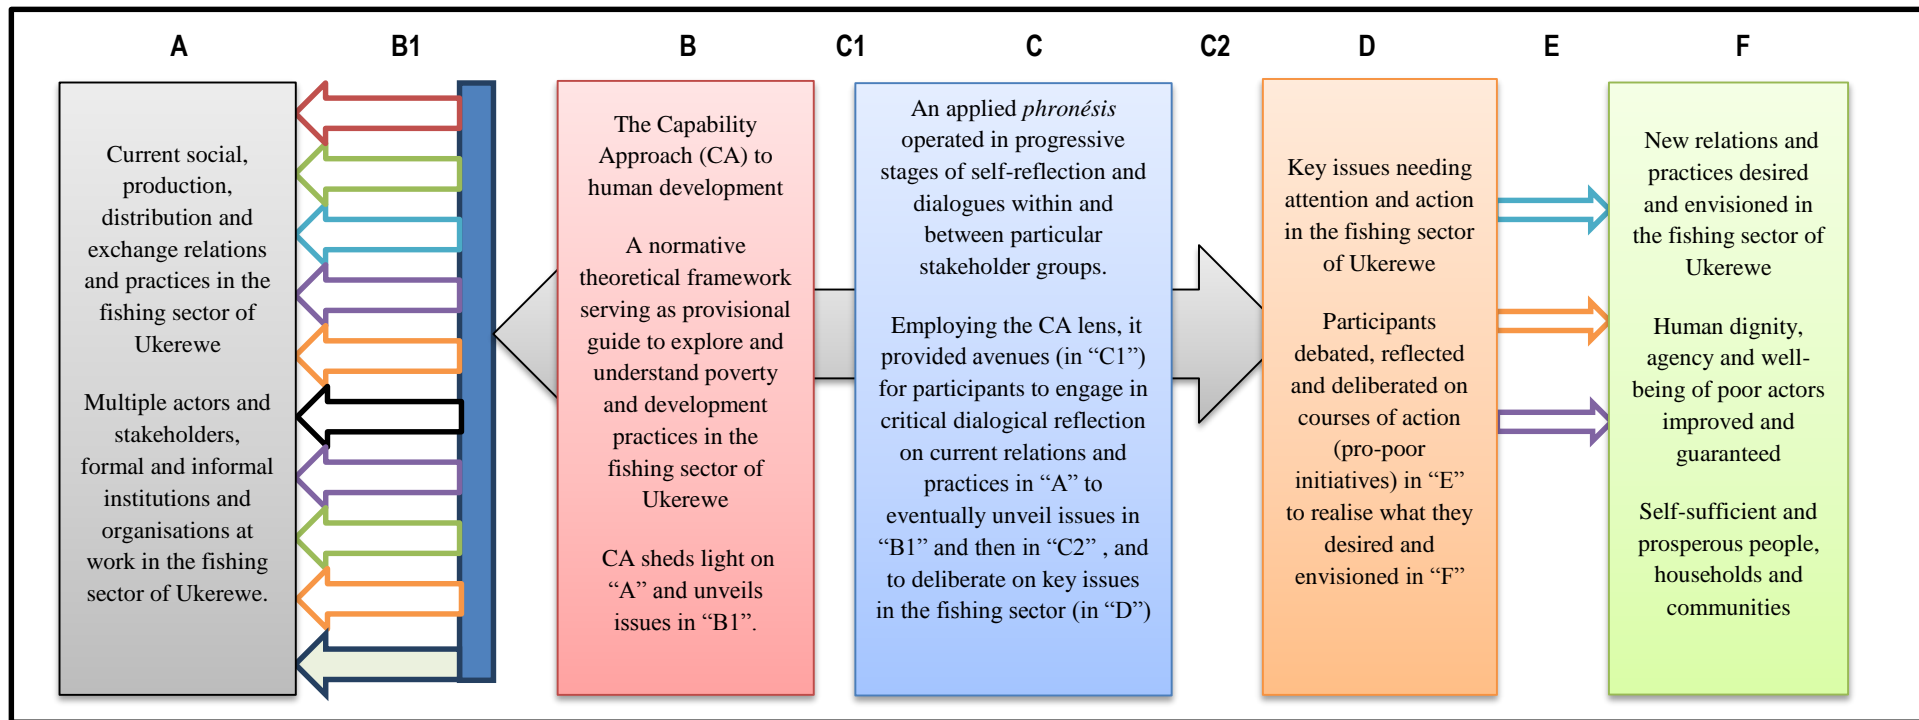 A
B1
B
C1
C
C2
D
E
F
Current social,
production,
distribution and
exchange relations
and practices in the
fishing sector of
Ukerewe
Multiple actors and
stakeholders,
formal and informal
institutions and
organisations at
work in the fishing
sector of Ukerewe.
The Capability
Approach (CA) to
human development
A normative
theoretical framework
serving as provisional
guide to explore and
understand poverty
and development
practices in the
fishing sector of
Ukerewe
CA sheds light on
“A” and unveils
issues in “B1”.
An applied phronésis
operated in progressive
stages of self-reflection and
dialogues within and
between particular
stakeholder groups.
Employing the CA lens, it
provided avenues (in “C1”)
for participants to engage in
critical dialogical reflection
on current relations and
practices in “A” to
eventually unveil issues in
“B1” and then in “C2” , and
to deliberate on key issues
in the fishing sector (in “D”)
Key issues needing
attention and action
in the fishing sector
of Ukerewe
Participants
debated, reflected
and deliberated on
courses of action
(pro-poor
initiatives) in “E”
to realise what they
desired and
envisioned in “F”
New relations and
practices desired
and envisioned in
the fishing sector of
Ukerewe
Human dignity,
agency and well-
being of poor actors
improved and
guaranteed
Self-sufficient and
prosperous people,
households and
communities